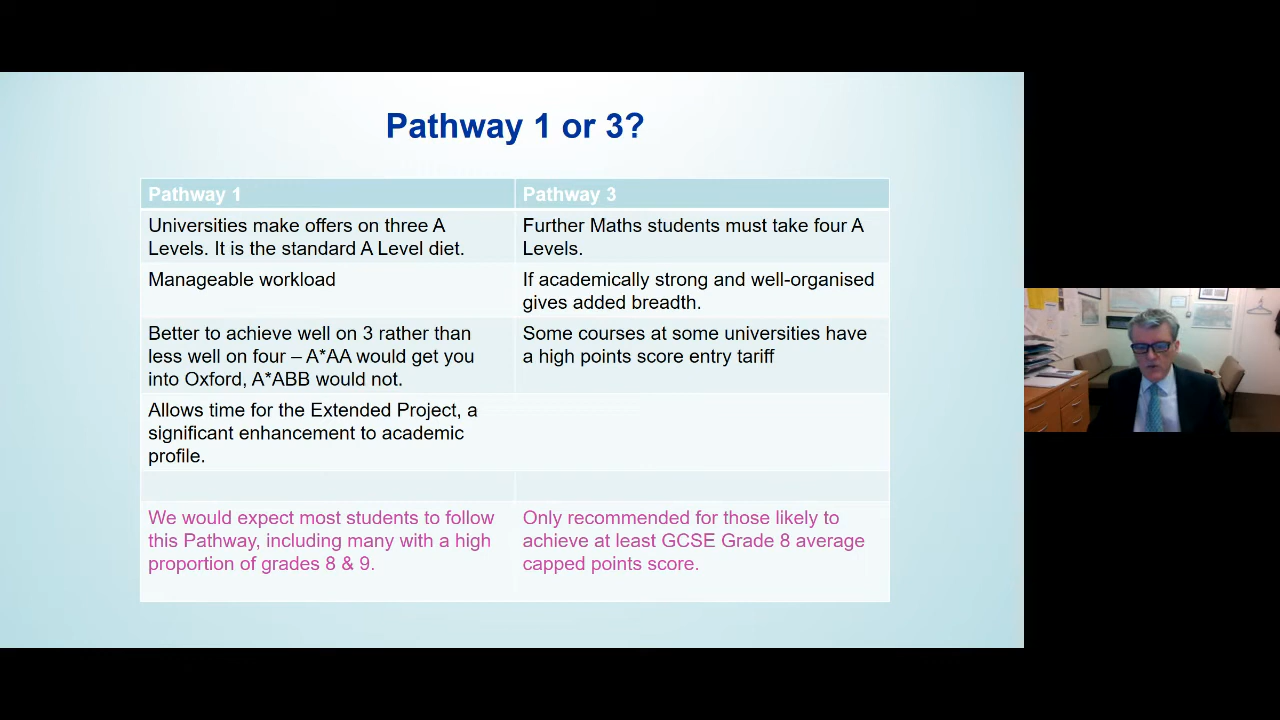 Pathway 1 or 3?
Pathway 1
Pathway 3
Universities make offers on three A
Levels. It is the standard A Level diet.
Further Maths students must take four A
Levels.
Manageable workload
If academically strong and well-organised
gives added breadth.
Better to achieve well on 3 rather than
less well on four – A*AA would get you
into Oxford, A*ABB would not.
Some courses at some universities have
a high points score entry tariff
Allows time for the Extended Project, a
significant enhancement to academic
profile.
We would expect most students to follow
this Pathway, including many with a high
proportion of grades 8 & 9.
Only recommended for those likely to
achieve at least GCSE Grade 8 average
capped points score.